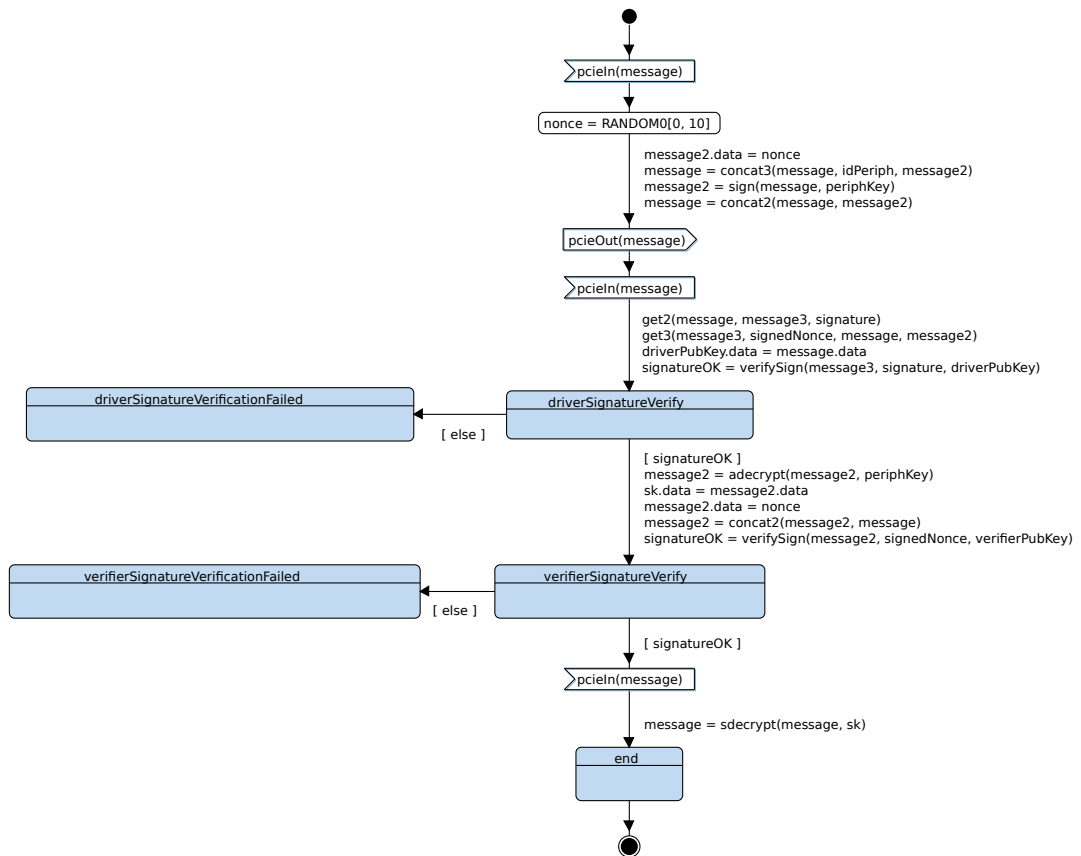 pcieIn(message)
nonce = RANDOM0[0, 10]
message2.data = nonce
message = concat3(message, idPeriph, message2)
message2 = sign(message, periphKey)
message = concat2(message, message2)
pcieOut(message)
pcieIn(message)
get2(message, message3, signature)
get3(message3, signedNonce, message, message2)
driverPubKey.data = message.data
signatureOK = verifySign(message3, signature, driverPubKey)
driverSignatureVerificationFailed
driverSignatureVerify
[ else ]
[ signatureOK ]
message2 = adecrypt(message2, periphKey)
sk.data = message2.data
message2.data = nonce
message2 = concat2(message2, message)
signatureOK = verifySign(message2, signedNonce, verifierPubKey)
verifierSignatureVerificationFailed
verifierSignatureVerify
[ else ]
[ signatureOK ]
pcieIn(message)
message = sdecrypt(message, sk)
end